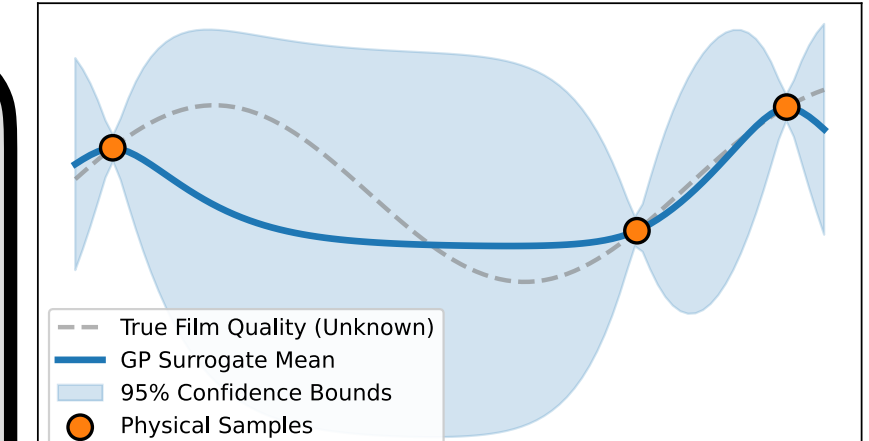 True Film Quality (Unknown)
GP Surrogate Mean
95% Confidence Bounds
Physical Samples